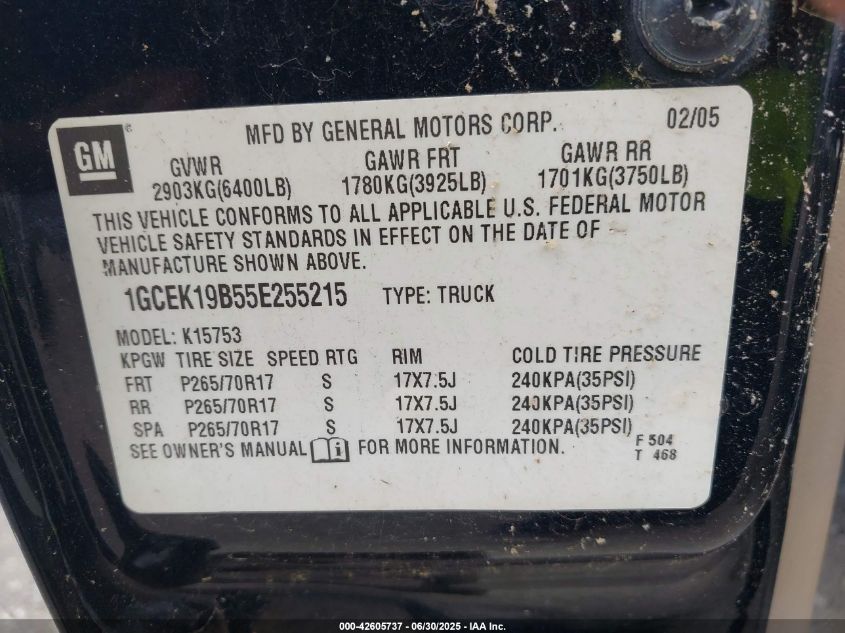 GM
MFD BY GENERAL MOTORS CORP. 02/05
GVWR GAWR FRT GAWR RR
2903KG(6400LB) 1780KG(3925LB) 1701KG(3750LB)
THIS VEHICLE CONFORMS TO ALL APPLICABLE U.S. FEDERAL MOTOR
VEHICLE SAFETY STANDARDS IN EFFECT ON THE DATE OF
MANUFACTURE SHOWN ABOVE.
1GCEK19B55E255215 TYPE: TRUCK
MODEL: K15753
KPGW TIRE SIZE SPEED RTG RIM COLD TIRE PRESSURE
FRT P265/70R17 S 17X7.5J 240KPA(35PSI)
RR P265/70R17 S 17X7.5J 240KPA(35PSI)
SPA P265/70R17 S 17X7.5J 240KPA(35PSI)
SEE OWNER'S MANUAL i FOR MORE INFORMATION.
F 504
T 468
000-42605737 - 06/30/2025 - IAA Inc.